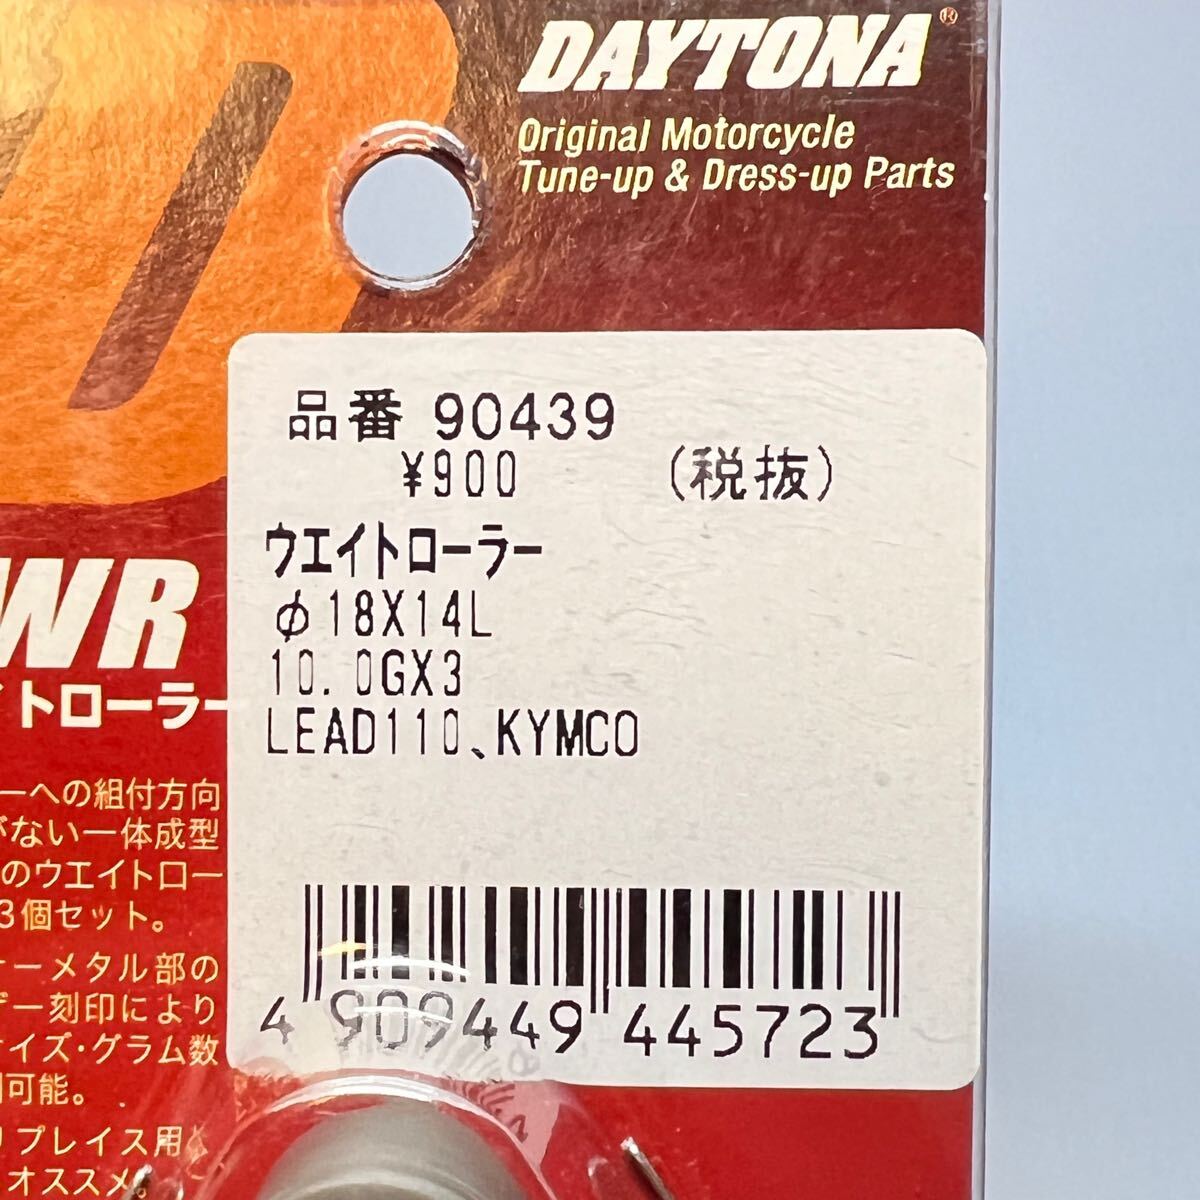 DAYTONA®
Original Motorcycle
Tune-up & Dress-up Parts
品番 90439
¥900 (税抜)
ウエイトローラー
φ18X14L
10.0GX3
LEAD110、KYMCO
4 909449 445723
WR
トローラー
ーへの組付方向
がない一体成型
のウエイトロー
3個セット。
ーメタル部の
ザー刻印により
イズ・グラム数
可能。
リプレイス用
オススメ。